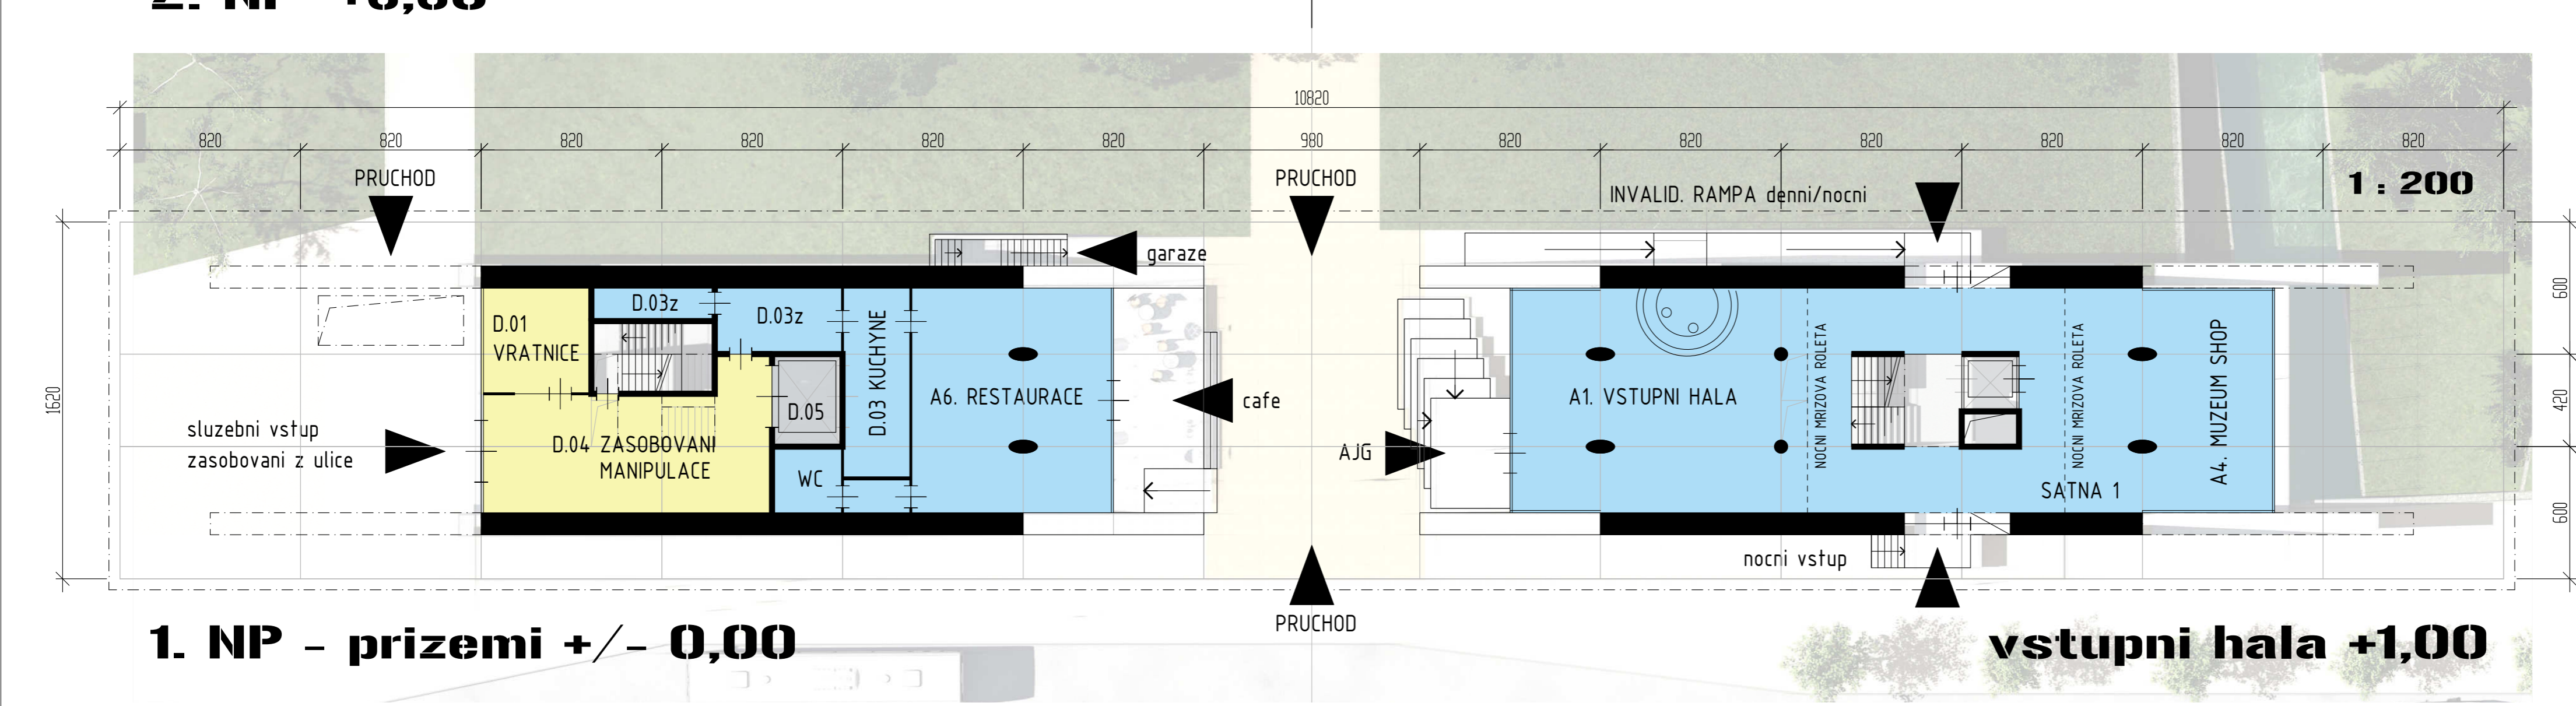 10820
820 820 820 820 820 820 980 820 820 820 820 820 820
PRUCHOD
PRUCHOD
INVALID. RAMPA denni/nocni
1 : 200
garaze
D.03z
D.03z
D.01
VRATNICE
D.03 KUCHYNE
A6. RESTAURACE
D.05
cafe
A1. VSTUPNI HALA
NOCNI MRIZOVA ROLETA
NOCNI MRIZOVA ROLETA
A4. MUZEUM SHOP
1620
600
420
600
sluzebni vstup
zasobovani z ulice
D.04 ZASOBOVANI
MANIPULACE
WC
AJG
SATNA 1
nocni vstup
PRUCHOD
1. NP - prizemi +/- 0,00
vstupni hala +1,00